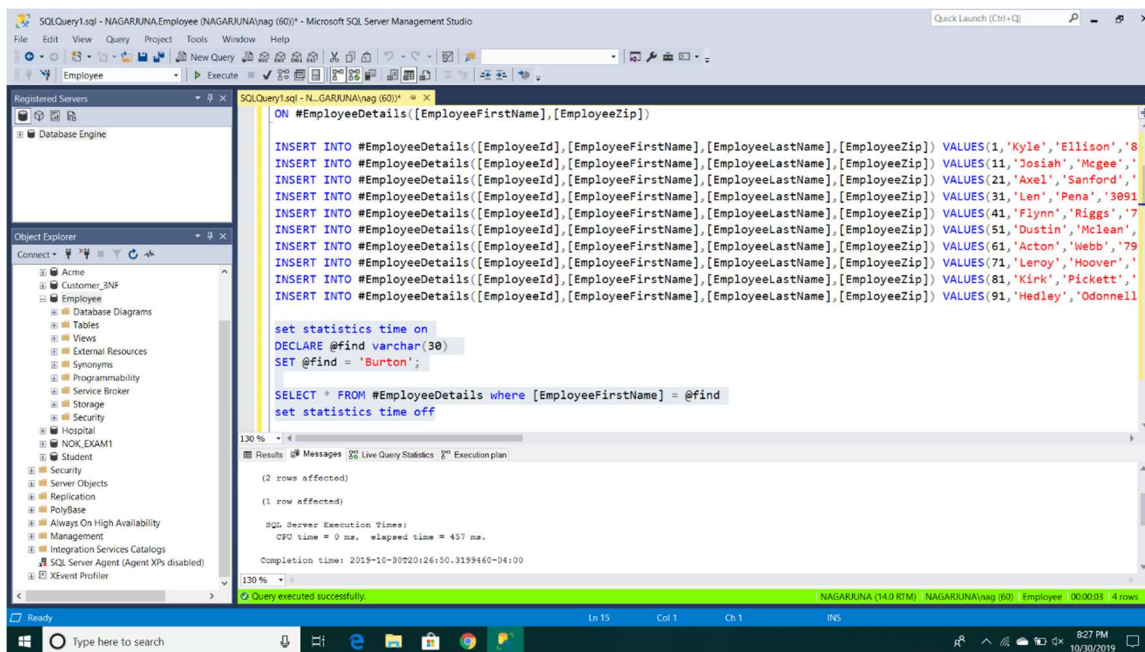 SQLQuery1.sql - NAGARJUNA.Employee (NAGARJUNA\nag (60))* - Microsoft SQL Server Management Studio
Quick Launch (Ctrl+Q)
File Edit View Query Project Tools Window Help
New Query
Employee
Execute
Registered Servers
SQLQuery1.sql - N...GARJUNA\nag (60))*
Database Engine
ON #EmployeeDetails([EmployeeFirstName],[EmployeeZip])
INSERT INTO #EmployeeDetails([EmployeeId],[EmployeeFirstName],[EmployeeLastName],[EmployeeZip]) VALUES(1,'Kyle','Ellison','8
INSERT INTO #EmployeeDetails([EmployeeId],[EmployeeFirstName],[EmployeeLastName],[EmployeeZip]) VALUES(11,'Josiah','Mcgee','
INSERT INTO #EmployeeDetails([EmployeeId],[EmployeeFirstName],[EmployeeLastName],[EmployeeZip]) VALUES(21,'Axel','Sanford','
INSERT INTO #EmployeeDetails([EmployeeId],[EmployeeFirstName],[EmployeeLastName],[EmployeeZip]) VALUES(31,'Len','Pena','3091
INSERT INTO #EmployeeDetails([EmployeeId],[EmployeeFirstName],[EmployeeLastName],[EmployeeZip]) VALUES(41,'Flynn','Riggs','7
INSERT INTO #EmployeeDetails([EmployeeId],[EmployeeFirstName],[EmployeeLastName],[EmployeeZip]) VALUES(51,'Dustin','Mclean',
INSERT INTO #EmployeeDetails([EmployeeId],[EmployeeFirstName],[EmployeeLastName],[EmployeeZip]) VALUES(61,'Acton','Webb','79
INSERT INTO #EmployeeDetails([EmployeeId],[EmployeeFirstName],[EmployeeLastName],[EmployeeZip]) VALUES(71,'Leroy','Hoover','
INSERT INTO #EmployeeDetails([EmployeeId],[EmployeeFirstName],[EmployeeLastName],[EmployeeZip]) VALUES(81,'Kirk','Pickett','
INSERT INTO #EmployeeDetails([EmployeeId],[EmployeeFirstName],[EmployeeLastName],[EmployeeZip]) VALUES(91,'Hedley','Odonnell
set statistics time on
DECLARE @find varchar(30)
SET @find = 'Burton';
SELECT * FROM #EmployeeDetails where [EmployeeFirstName] = @find
set statistics time off
Object Explorer
Connect
Acme
Customer_3NF
Employee
Database Diagrams
Tables
Views
External Resources
Synonyms
Programmability
Service Broker
Storage
Security
Hospital
NOK_EXAM1
Student
Security
Server Objects
Replication
PolyBase
Always On High Availability
Management
Integration Services Catalogs
SQL Server Agent (Agent XPs disabled)
XEvent Profiler
130 %
Results Messages Live Query Statistics Execution plan
(2 rows affected)
(1 row affected)
SQL Server Execution Times:
CPU time = 0 ms, elapsed time = 457 ms.
Completion time: 2019-10-30T20:26:50.3199460-04:00
130 %
Query executed successfully.
NAGARJUNA (14.0 RTM) NAGARJUNA\nag (60) Employee 00:00:03 4 rows
Ready Ln 15 Col 1 Ch 1 INS
Type here to search
8:27 PM
10/30/2019